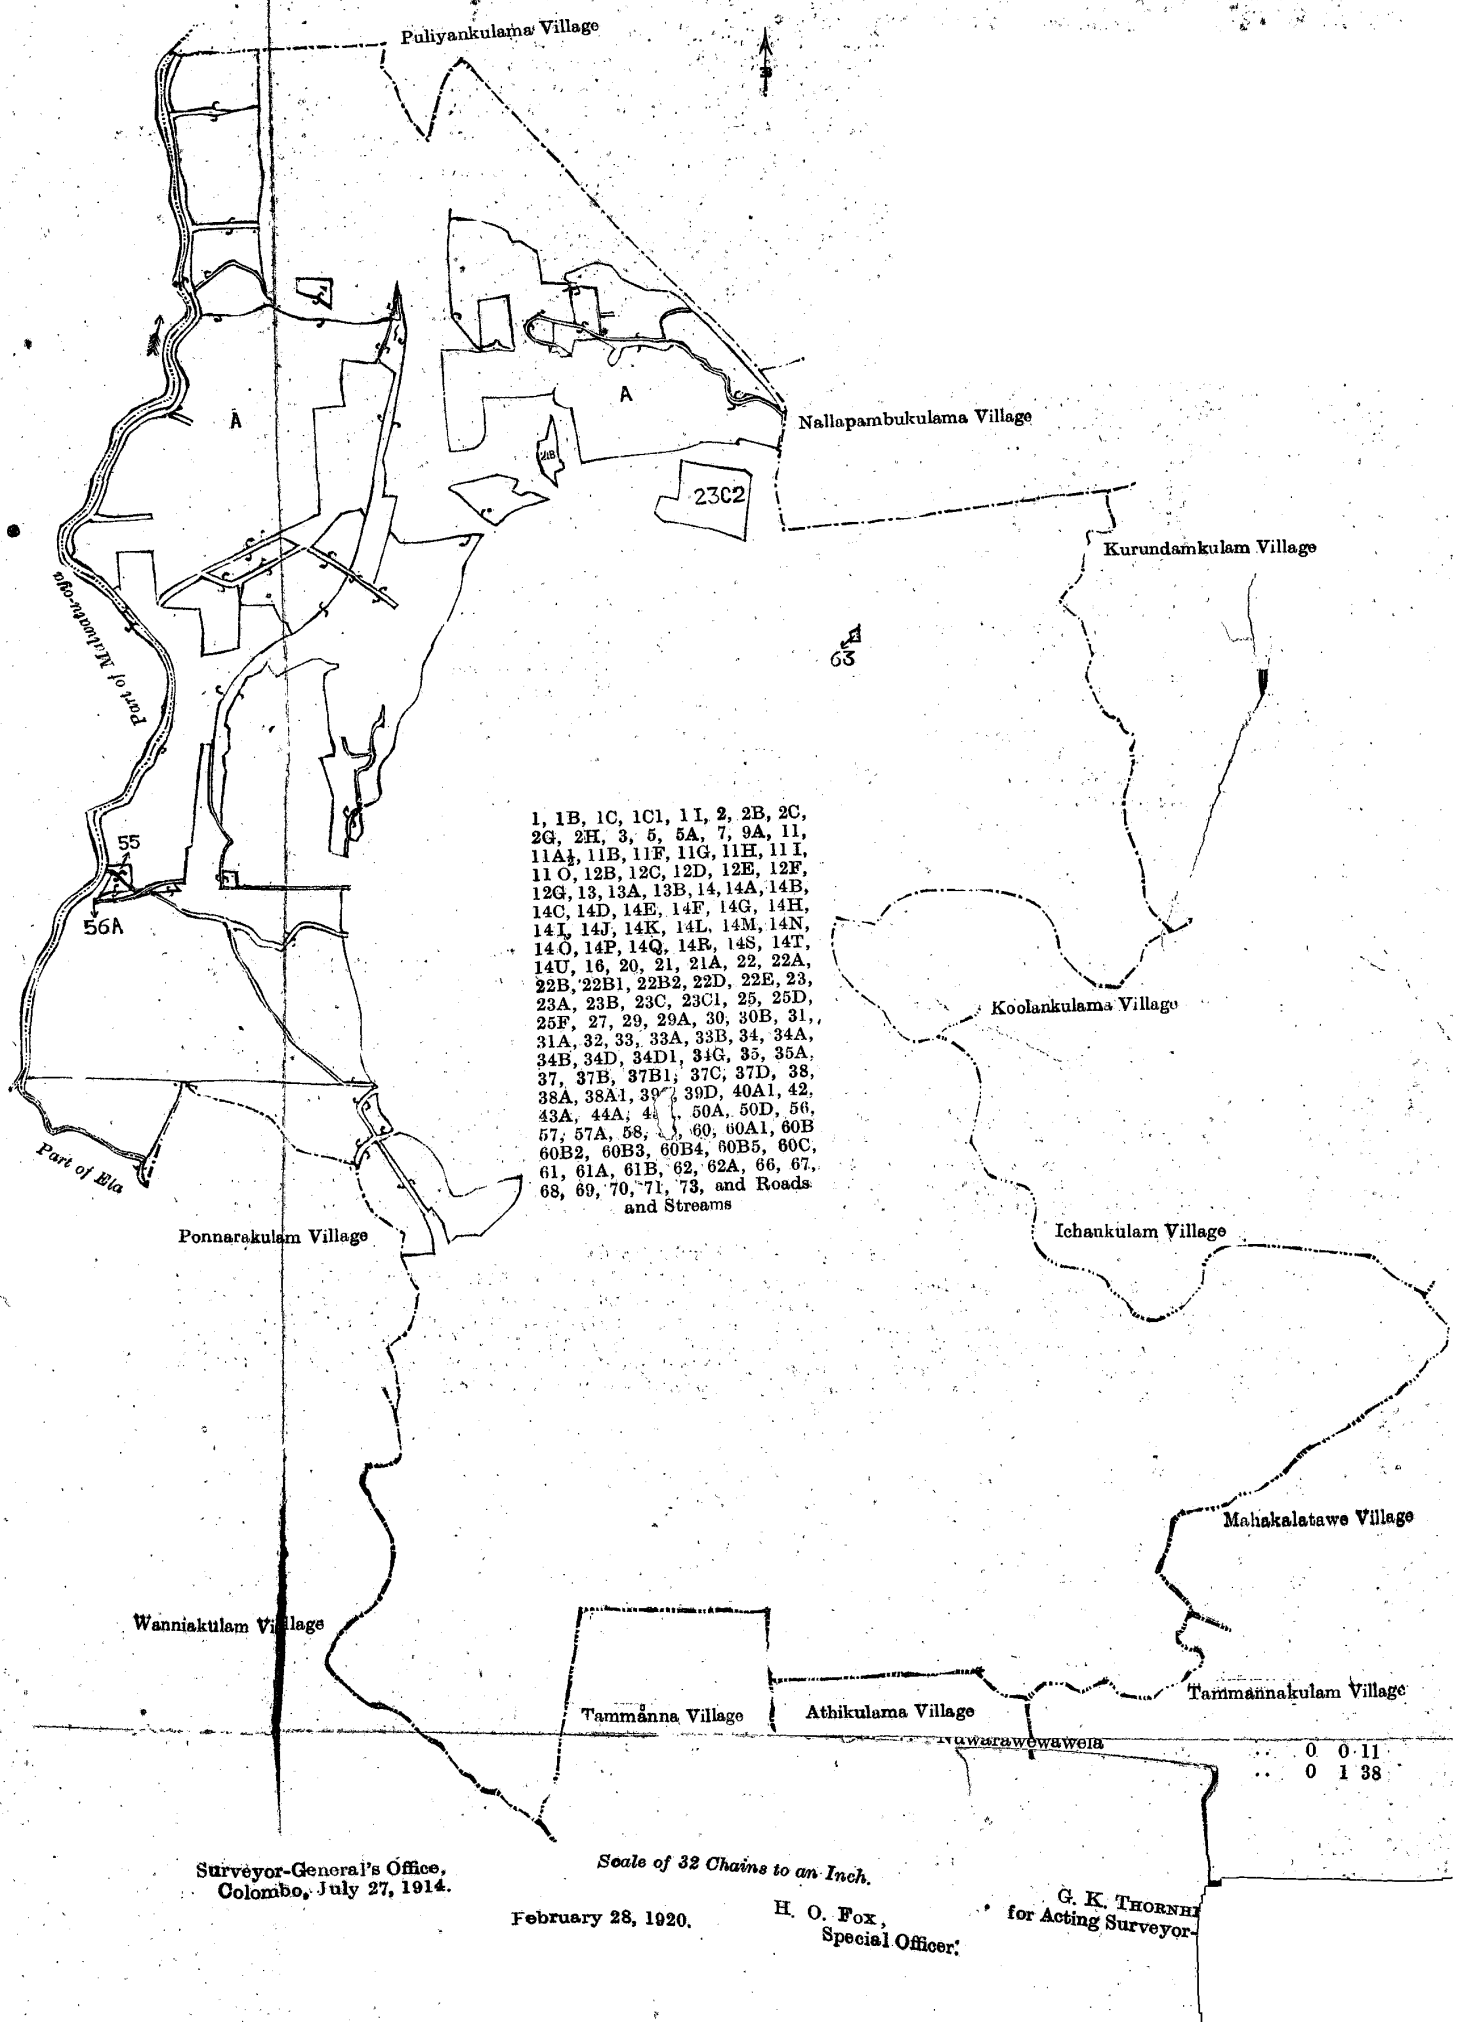 Puliyankulama Village
A
A
21B
23C2
Nallapambukulama Village
Kurundamkulam Village
Part of Malwatu-oya
63
55
56A
1, 1B, 1C, 1C1, 1 I, 2, 2B, 2C,
2G, 2H, 3, 5, 5A, 7, 9A, 11,
11A½, 11B, 11F, 11G, 11H, 11 I,
11 O, 12B, 12C, 12D, 12E, 12F,
12G, 13, 13A, 13B, 14, 14A, 14B,
14C, 14D, 14E, 14F, 14G, 14H,
14I, 14J, 14K, 14L, 14M, 14N,
14O, 14P, 14Q, 14R, 14S, 14T,
14U, 16, 20, 21, 21A, 22, 22A,
22B, 22B1, 22B2, 22D, 22E, 23,
23A, 23B, 23C, 23C1, 25, 25D,
25F, 27, 29, 29A, 30, 30B, 31,
31A, 32, 33, 33A, 33B, 34, 34A,
34B, 34D, 34D1, 34G, 35, 35A,
37, 37B, 37B1, 37C, 37D, 38,
38A, 38A1, 39D, 40A1, 42,
43A, 44A, 50A, 50D, 56,
57, 57A, 58, 60, 60A1, 60B
60B2, 60B3, 60B4, 60B5, 60C,
61, 61A, 61B, 62, 62A, 66, 67,
68, 69, 70, 71, 73, and Roads
and Streams
Koolankulama Village
Part of Ela
Ponnarakulam Village
Ichankulam Village
Mahakalatawe Village
Wanniakulam Village
Tammanna Village
Athikulama Village
Tammannakulam Village
Nuwarawewawela
.. 0 0 11
.. 0 1 38
Surveyor-General's Office,
Colombo, July 27, 1914.
Scale of 32 Chains to an Inch.
February 28, 1920.
H. O. Fox,
Special Officer.
G. K. THORNHI
for Acting Surveyor-